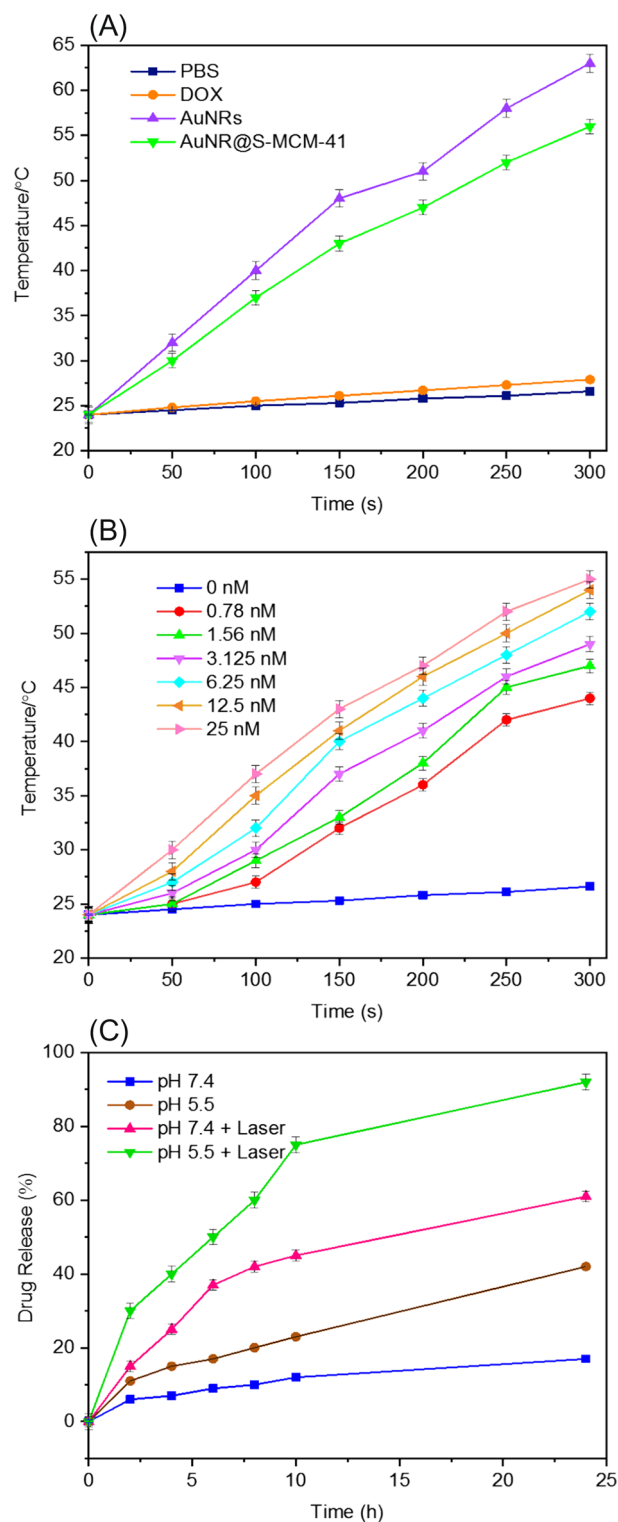 (A)
65
60
55
50
45
40
35
30
25
20
Temperature/°C
PBS
DOX
AuNRs
AuNR@S-MCM-41
0 50 100 150 200 250 300
Time (s)
(B)
55
50
45
40
35
30
25
20
Temperature/°C
0 nM
0.78 nM
1.56 nM
3.125 nM
6.25 nM
12.5 nM
25 nM
0 50 100 150 200 250 300
Time (s)
(C)
100
80
60
40
20
0
Drug Release (%)
pH 7.4
pH 5.5
pH 7.4 + Laser
pH 5.5 + Laser
0 5 10 15 20 25
Time (h)